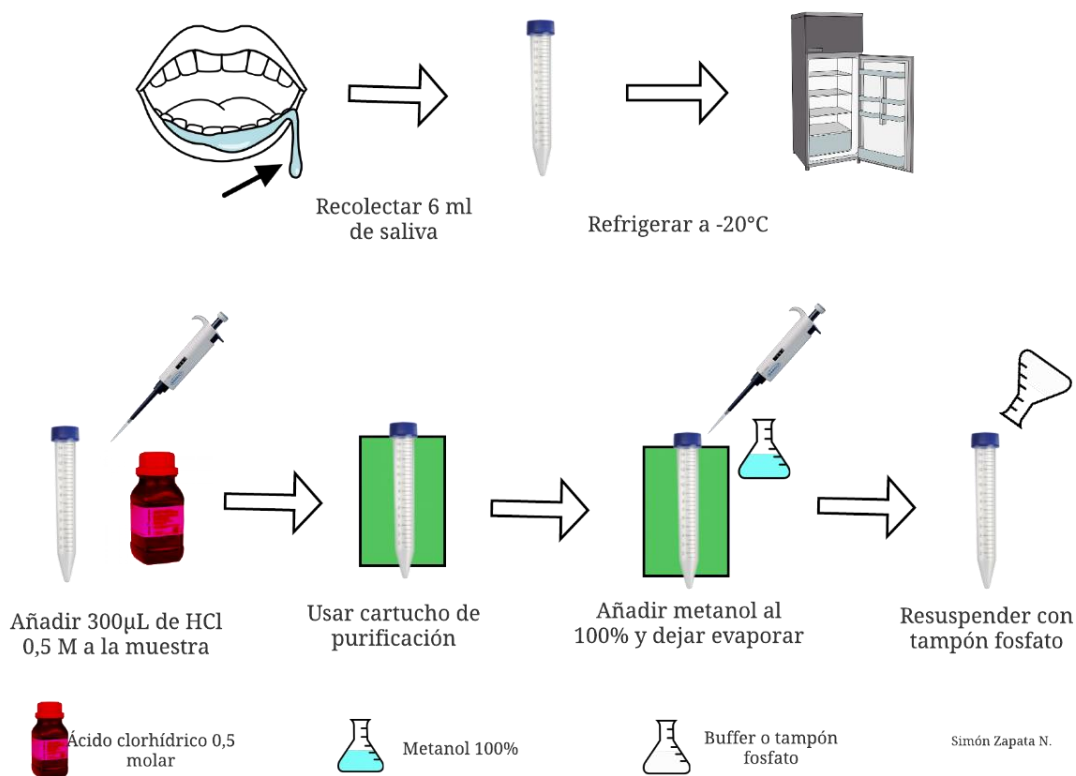 Recolectar 6 ml
de saliva
Refrigerar a -20°C
Añadir 300µL de HCl
0,5 M a la muestra
Usar cartucho de
purificación
Añadir metanol al
100% y dejar evaporar
Resuspender con
tampón fosfato
Ácido clorhídrico 0,5
molar
Metanol 100%
Buffer o tampón
fosfato
Simón Zapata N.